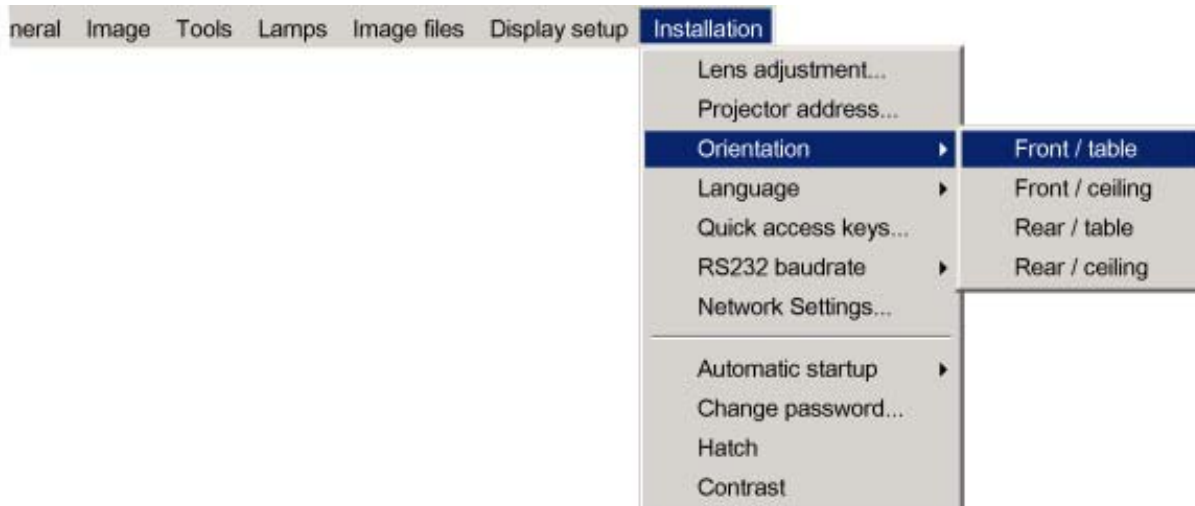 neral Image Tools Lamps Image files Display setup Installation
Lens adjustment...
Projector address...
Orientation
Front / table
Language
Front / ceiling
Quick access keys...
Rear / table
RS232 baudrate
Rear / ceiling
Network Settings...
Automatic startup
Change password...
Hatch
Contrast